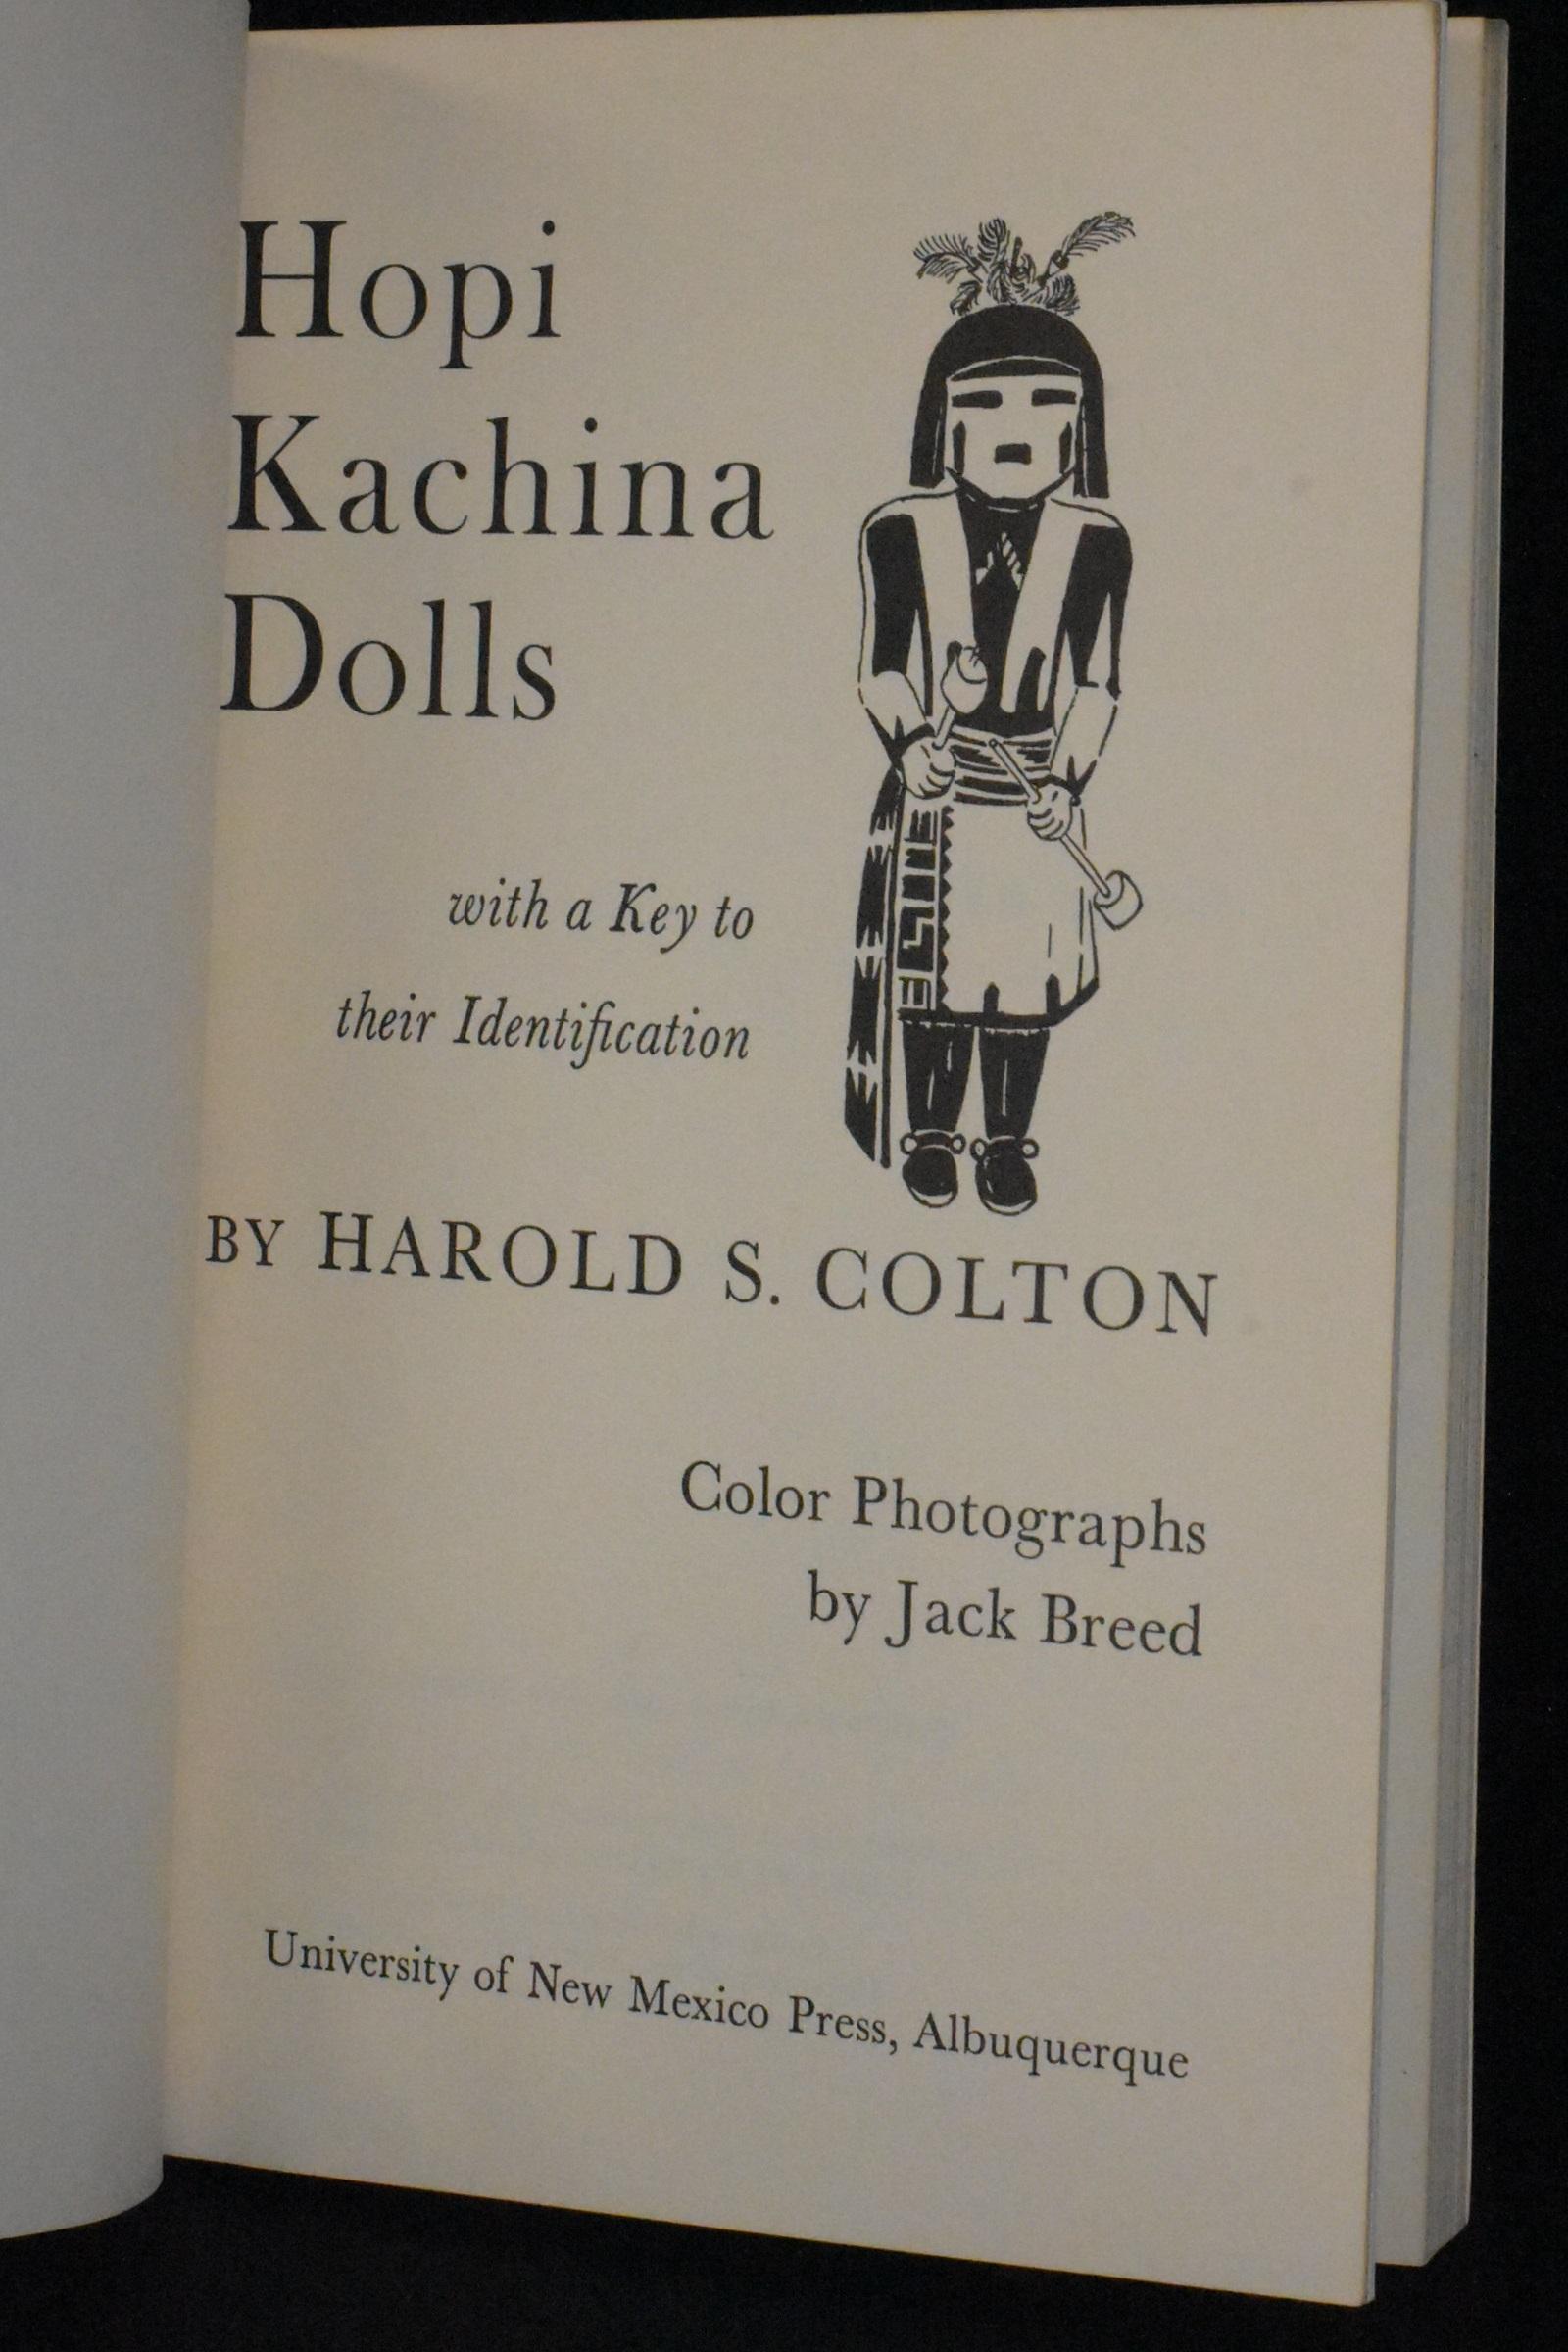 Hopi
Kachina
Dolls
with a Key to
their Identification
BY HAROLD S. COLTON
Color Photographs
by Jack Breed
University of New Mexico Press, Albuquerque